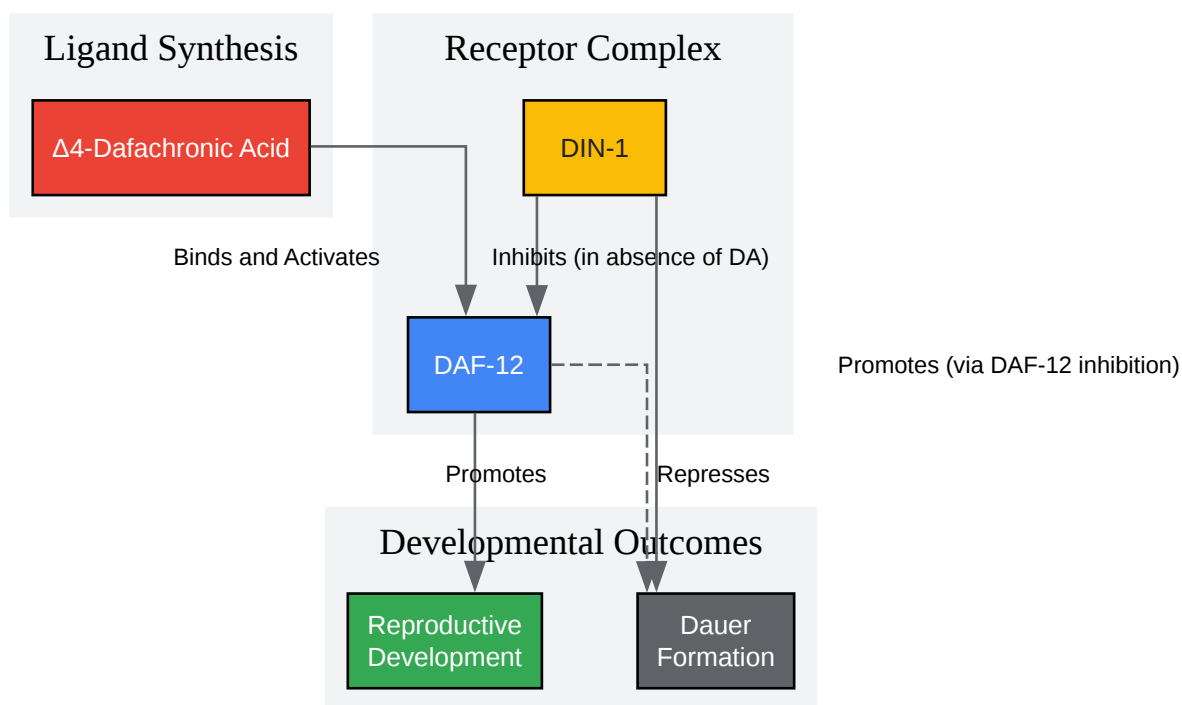 Ligand Synthesis
Receptor Complex
Δ4-Dafachronic Acid
DIN-1
Binds and Activates
Inhibits (in absence of DA)
DAF-12
Promotes (via DAF-12 inhibition)
Promotes
Represses
Developmental Outcomes
Reproductive
Development
Dauer
Formation